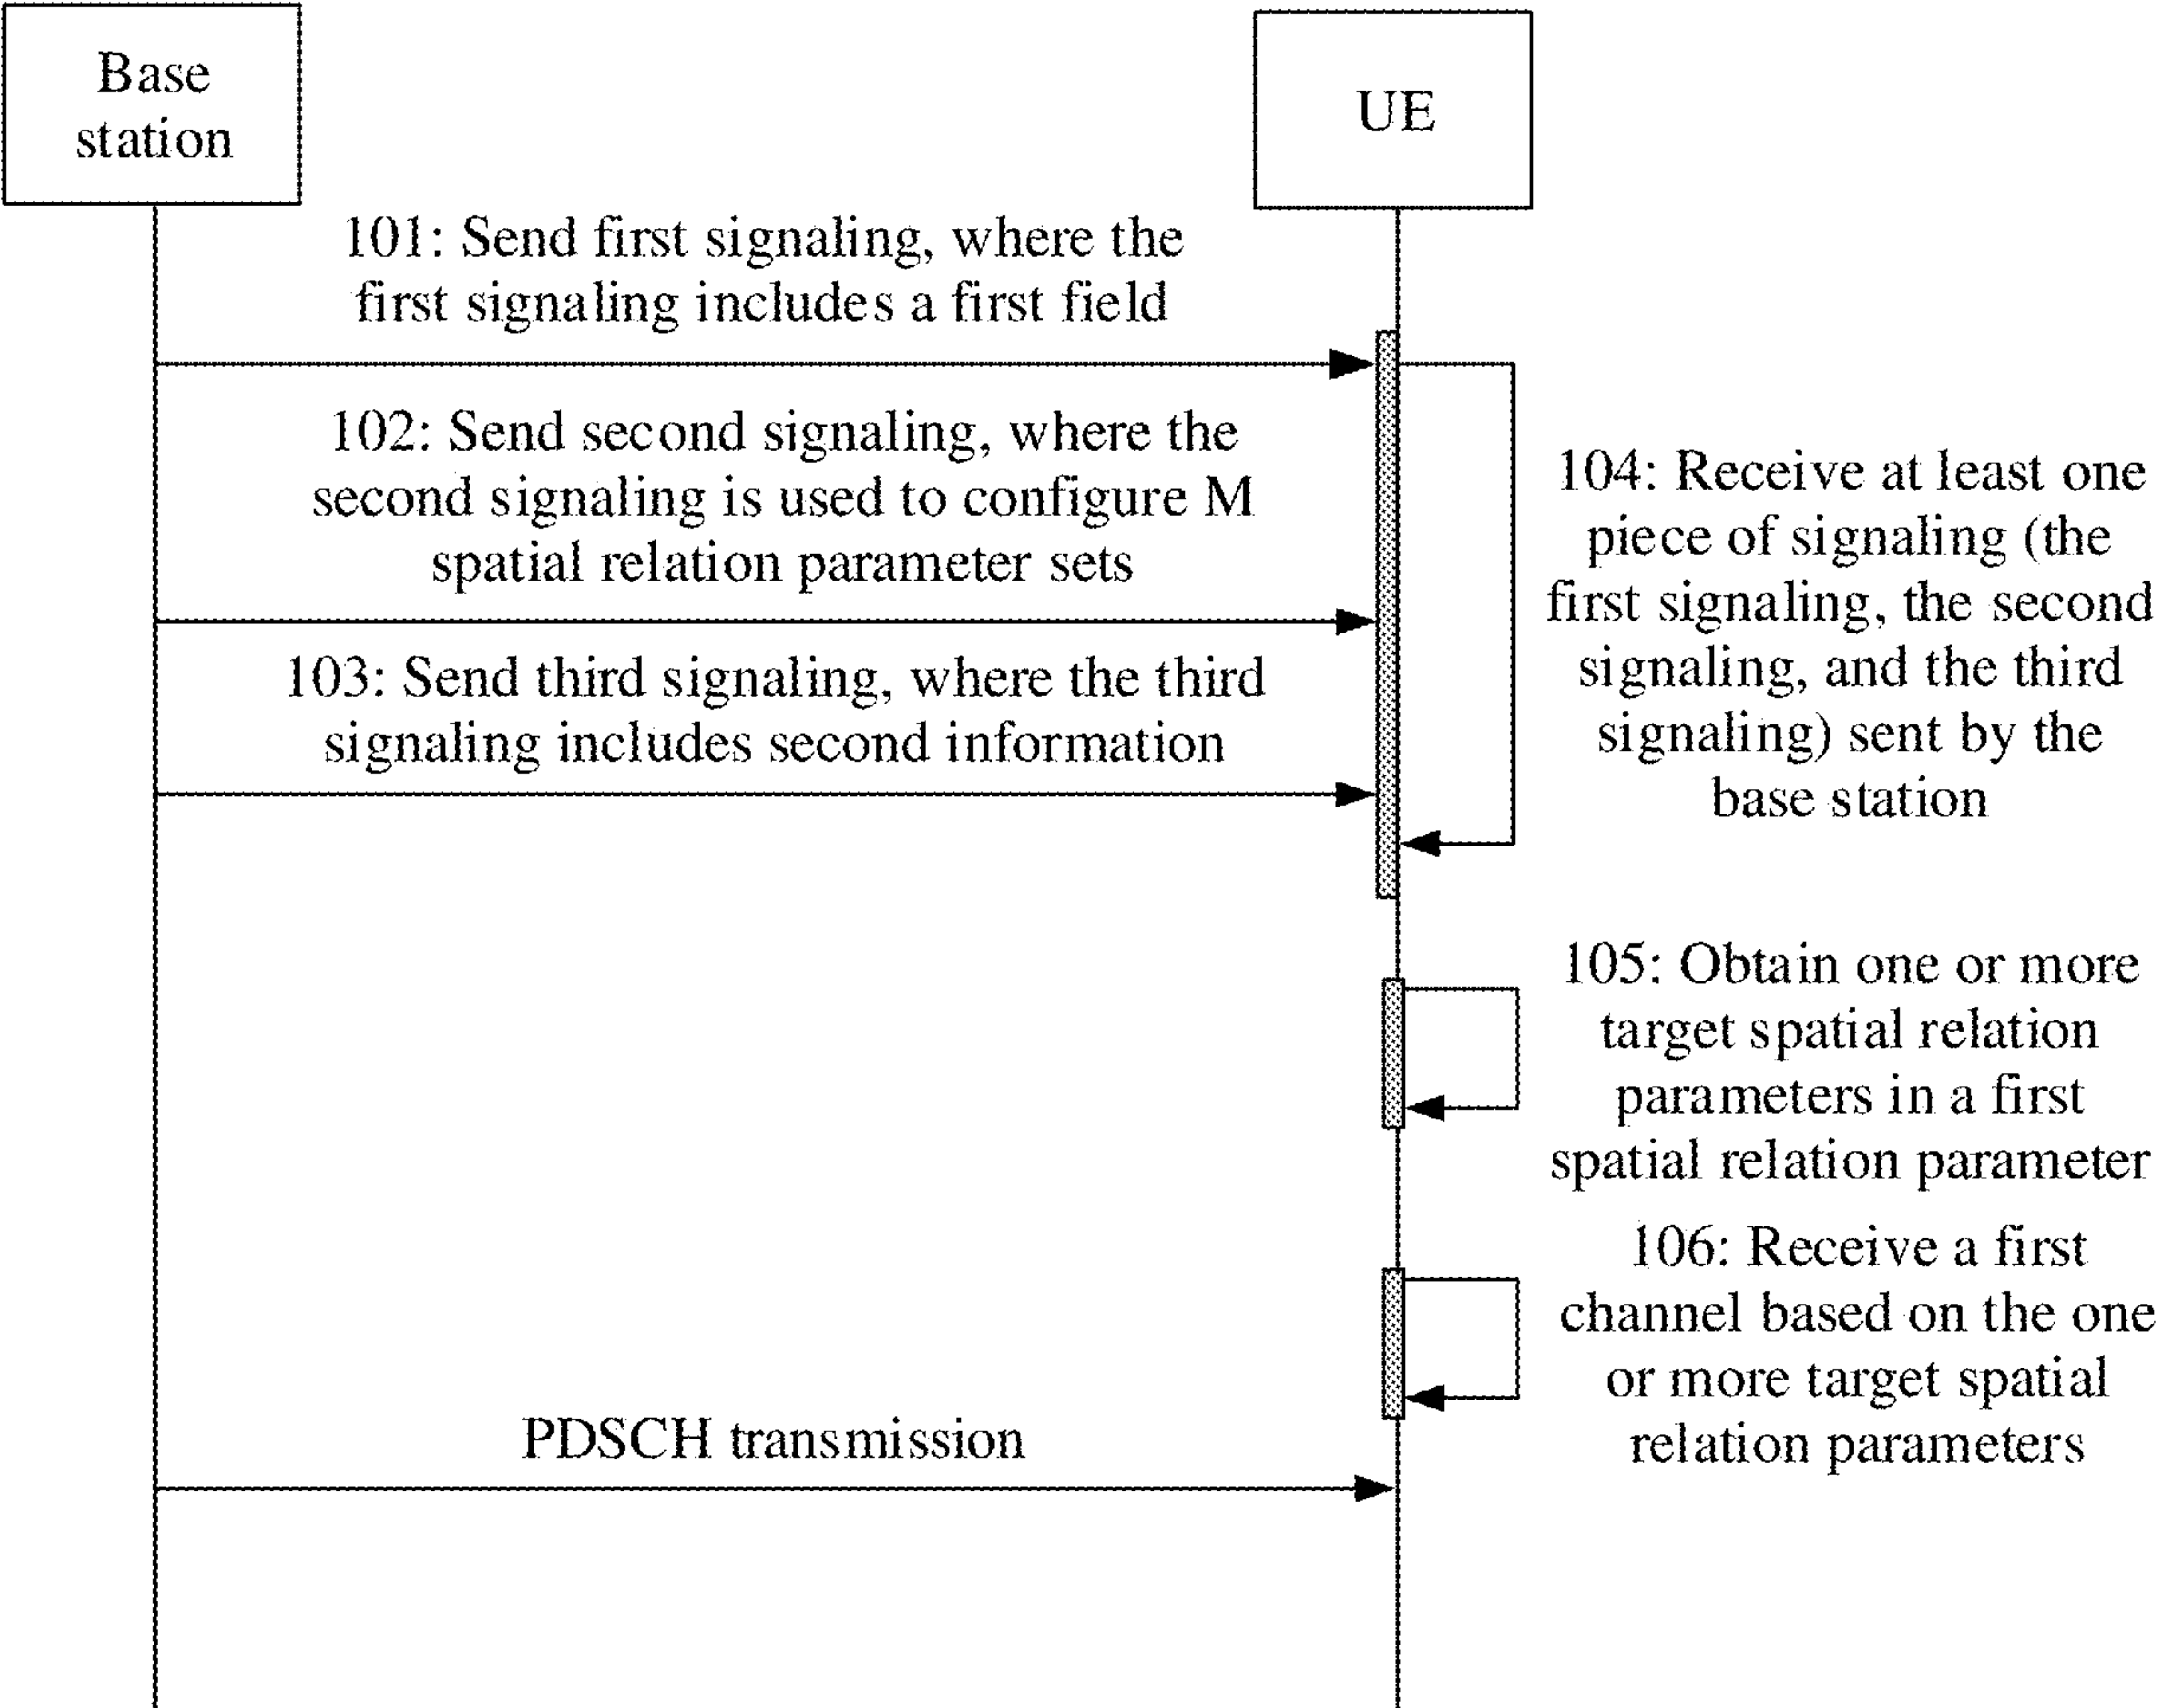 Base
station
UE
101: Send first signaling, where the
first signaling includes a first field
102: Send second signaling, where the
second signaling is used to configure M
spatial relation parameter sets
103: Send third signaling, where the third
signaling includes second information
104: Receive at least one
piece of signaling (the
first signaling, the second
signaling, and the third
signaling) sent by the
base station
105: Obtain one or more
target spatial relation
parameters in a first
spatial relation parameter
106: Receive a first
channel based on the one
or more target spatial
relation parameters
PDSCH transmission